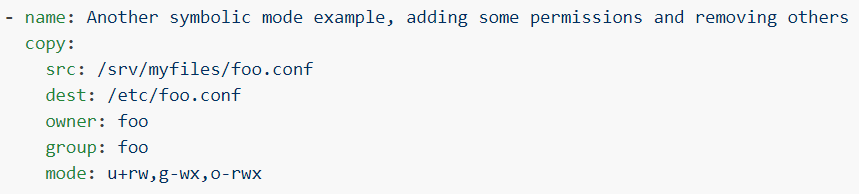 - name: Another symbolic mode example, adding some permissions and removing others
  copy:
    src: /srv/myfiles/foo.conf
    dest: /etc/foo.conf
    owner: foo
    group: foo
    mode: u+rw,g-wx,o-rwx